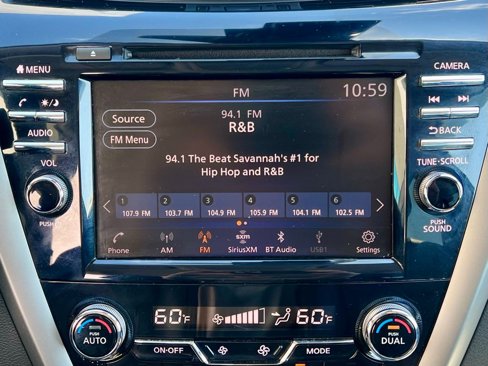 MENU
CAMERA
FM
10:59
Source
94.1 FM
R&B
FM Menu
AUDIO
BACK
94.1 The Beat Savannah's #1 for
Hip Hop and R&B
VOL
TUNE·SCROLL
1 2 3 4 5 6
107.9 FM 103.7 FM 104.9 FM 105.9 FM 104.1 FM 102.5 FM
PUSH
PUSH
SOUND
sxm
Phone AM FM SiriusXM BT Audio USB1 Settings
60°F 60°F
PUSH
AUTO
PUSH
DUAL
ON·OFF
MODE